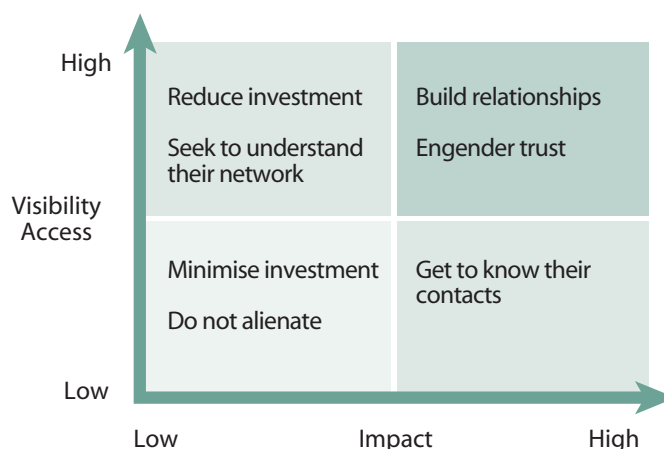 High
Reduce investment
Seek to understand
their network
Build relationships
Engender trust
Visibility
Access
Minimise investment
Do not alienate
Get to know their
contacts
Low
Low
Impact
High